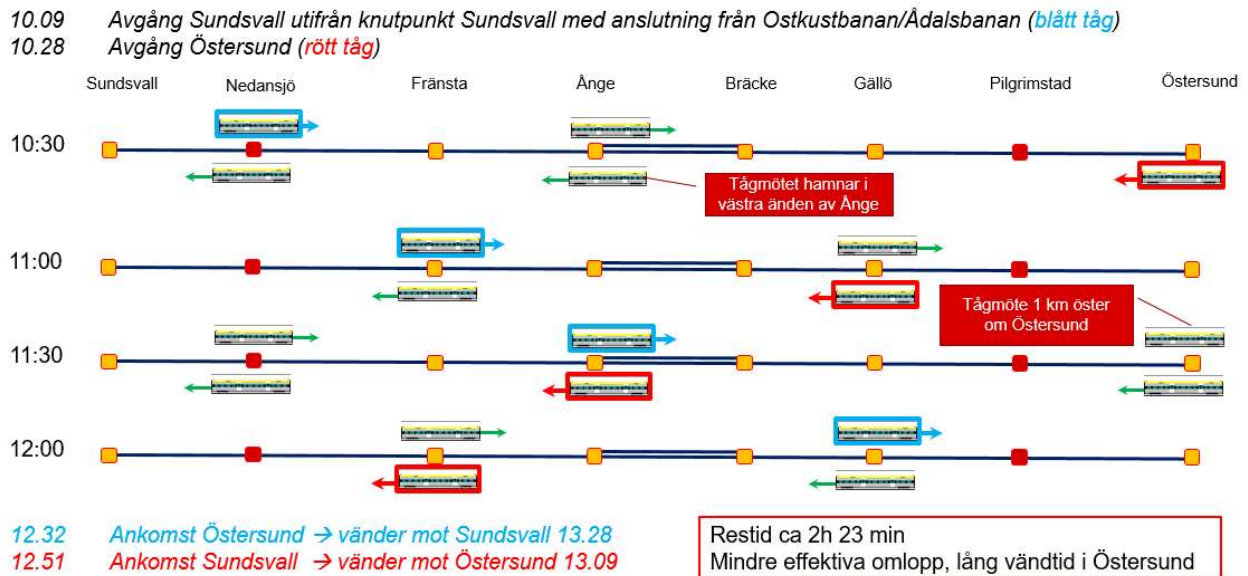 10.09 Avgång Sundsvall utifrån knutpunkt Sundsvall med anslutning från Ostkustbanan/Ådalsbanan (blått tåg)
10.28 Avgång Östersund (rött tåg)
Sundsvall Nedansjö Fränsta Ånge Bräcke Gällö Pilgrimstad Östersund
10:30
Tågmötet hamnar i
västra änden av Ånge
11:00
Tågmöte 1 km öster
om Östersund
11:30
12:00
12.32 Ankomst Östersund → vänder mot Sundsvall 13.28
12.51 Ankomst Sundsvall → vänder mot Östersund 13.09
Restid ca 2h 23 min
Mindre effektiva omlopp, lång vändtid i Östersund